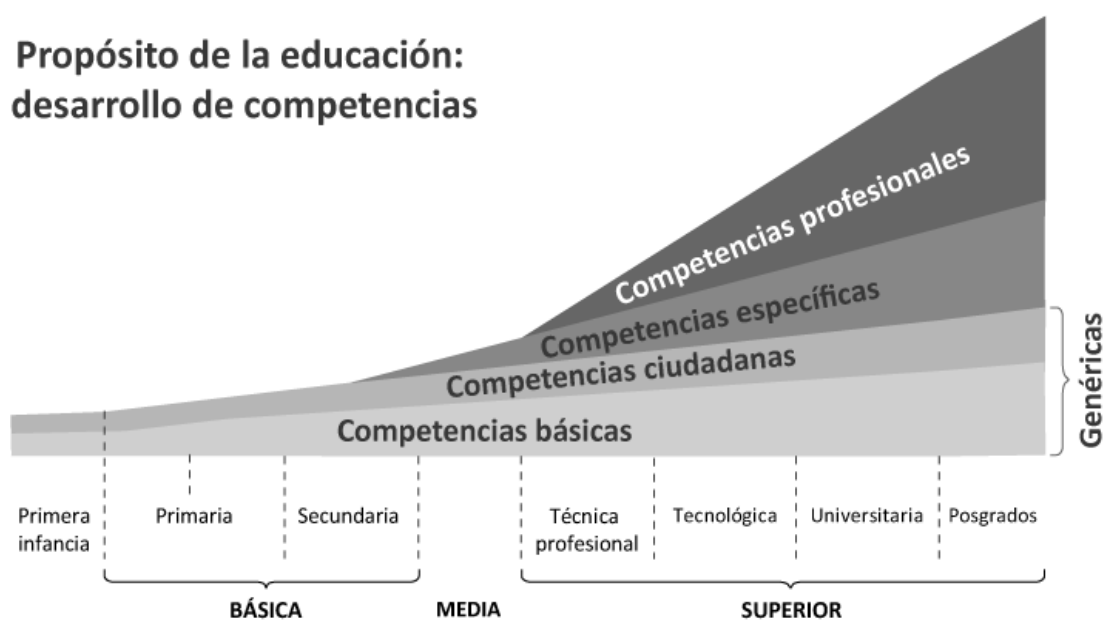 Propósito de la educación:
desarrollo de competencias
Competencias profesionales
Competencias específicas
Competencias ciudadanas
Competencias básicas
Genéricas
Primera
infancia
Primaria
Secundaria
Técnica
profesional
Tecnológica
Universitaria
Posgrados
BÁSICA
MEDIA
SUPERIOR